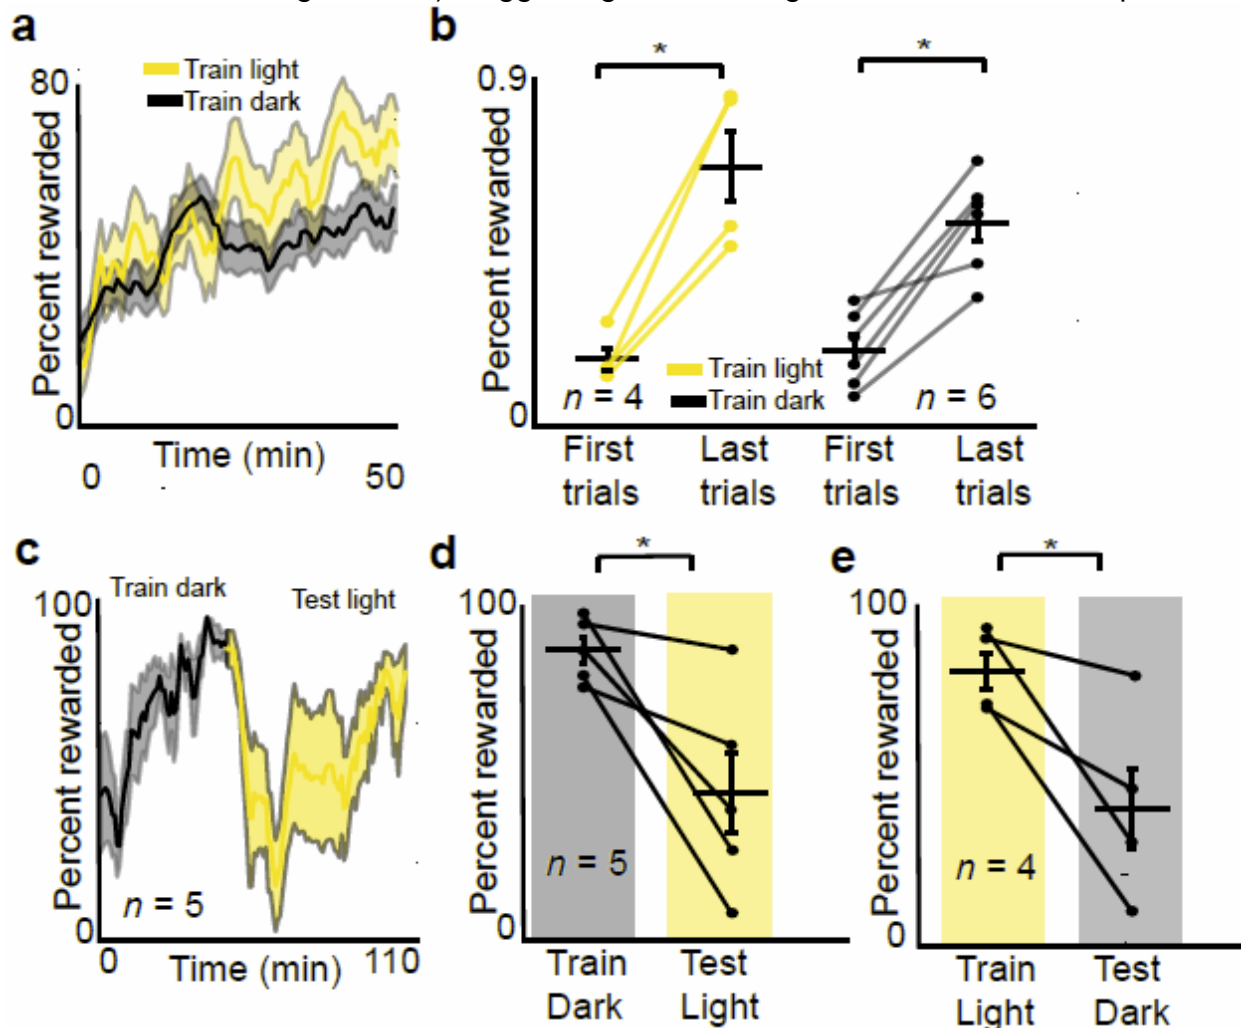 a
Train light
Train dark
80
Percent rewarded
0
Time (min)
0
50
b
*
*
0.9
Percent rewarded
0
Train light
Train dark
n = 4
n = 6
First trials
Last trials
First trials
Last trials
c
Train dark
Test light
100
Percent rewarded
0
n = 5
0
Time (min)
110
d
*
100
Percent rewarded
0
n = 5
Train Dark
Test Light
e
*
100
Percent rewarded
0
n = 4
Train Light
Test Dark